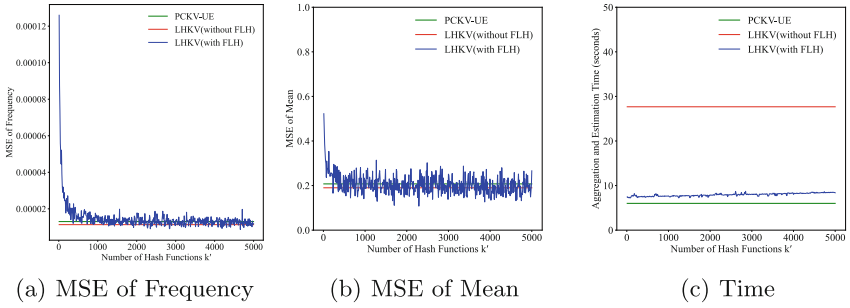 PCKV-UE
LHKV(without FLH)
LHKV(with FLH)
MSE of Frequency
0.00012
0.00010
0.00008
0.00006
0.00004
0.00002
0 1000 2000 3000 4000 5000
Number of Hash Functions k'
(a) MSE of Frequency
PCKV-UE
LHKV(without FLH)
LHKV(with FLH)
MSE of Mean
1.0
0.8
0.6
0.4
0.2
0.0
0 1000 2000 3000 4000 5000
Number of Hash Functions k'
(b) MSE of Mean
PCKV-UE
LHKV(without FLH)
LHKV(with FLH)
Aggregation and Estimation Time (seconds)
50
40
30
20
10
0
0 1000 2000 3000 4000 5000
Number of Hash Functions k'
(c) Time